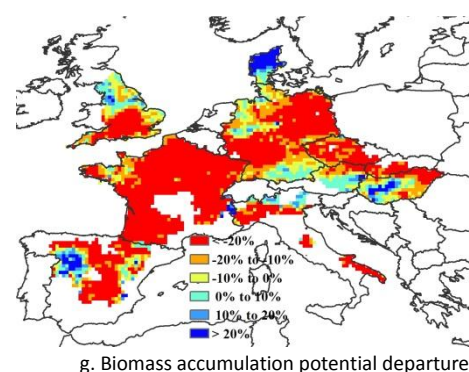 < -20%
-20% to -10%
-10% to 0%
0% to 10%
10% to 20%
> 20%
g. Biomass accumulation potential departure